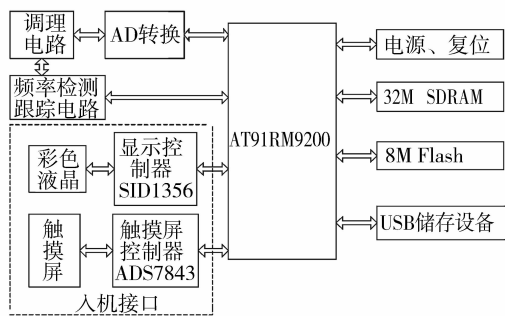 调理
电路
AD转换
频率检测
跟踪电路
彩色
液晶
显示控
制器
SID1356
触
摸
屏
触摸屏
控制器
ADS7843
入机接口
AT91RM9200
电源、复位
32M SDRAM
8M Flash
USB储存设备